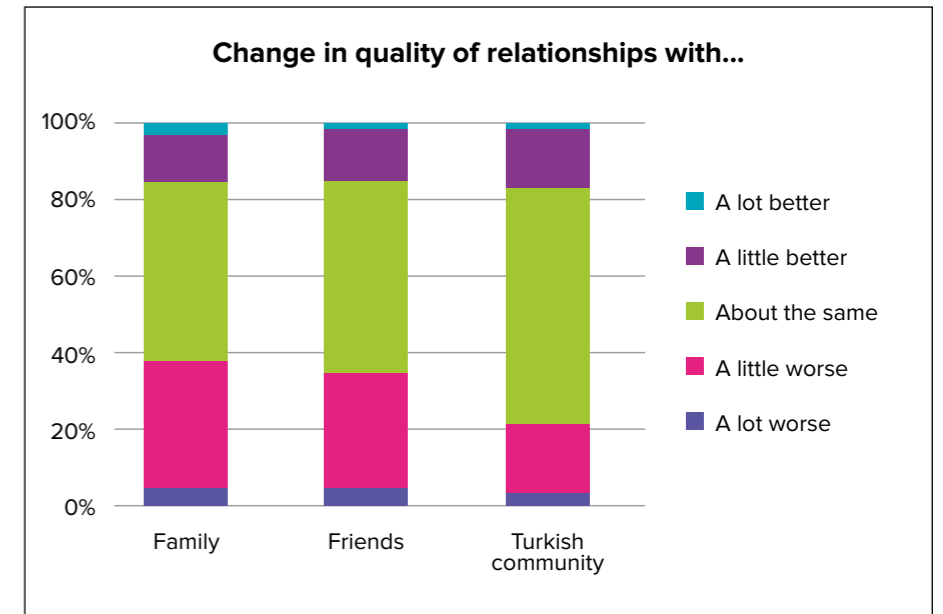 Change in quality of relationships with...
100%
80%
60%
40%
20%
0%
Family
Friends
Turkish
community
A lot better
A little better
About the same
A little worse
A lot worse